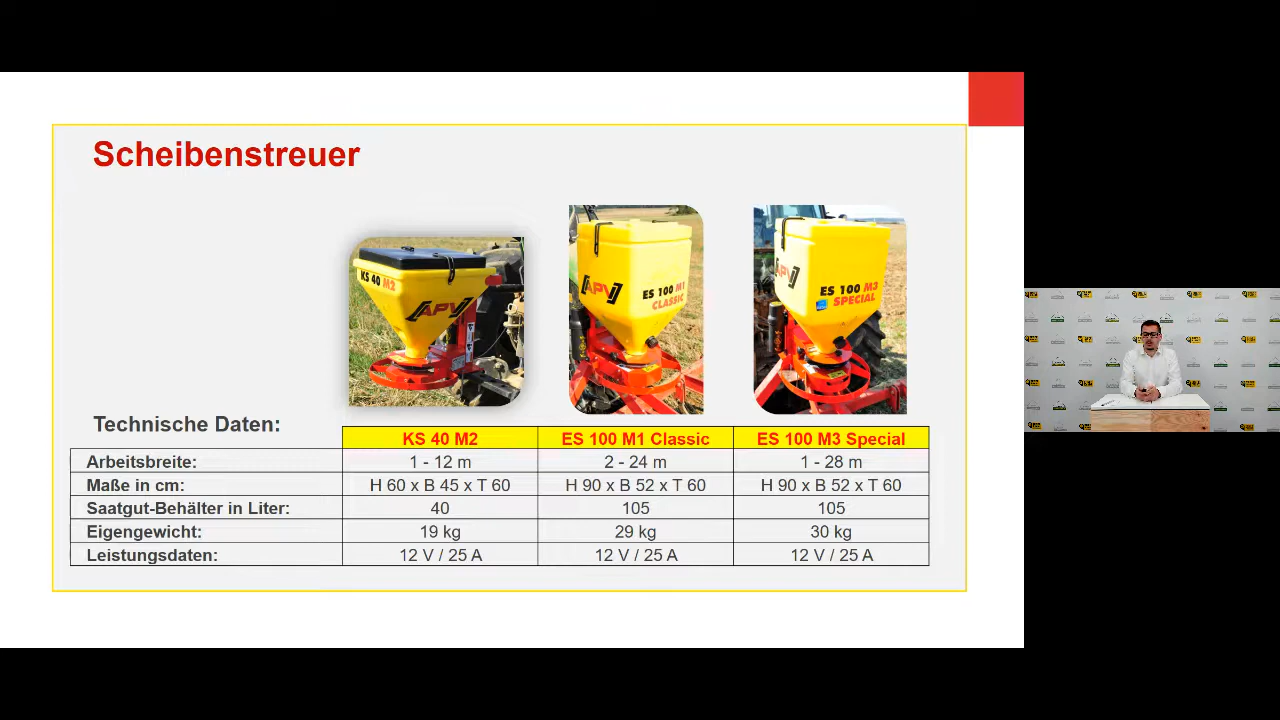 Scheibenstreuer
KS 40 M2
APV
APV
ES 100 M1
CLASSIC
APV
ES 100 M3
SPECIAL
Technische Daten:
KS 40 M2 ES 100 M1 Classic ES 100 M3 Special
Arbeitsbreite: 1 - 12 m 2 - 24 m 1 - 28 m
Maße in cm: H 60 x B 45 x T 60 H 90 x B 52 x T 60 H 90 x B 52 x T 60
Saatgut-Behälter in Liter: 40 105 105
Eigengewicht: 19 kg 29 kg 30 kg
Leistungsdaten: 12 V / 25 A 12 V / 25 A 12 V / 25 A